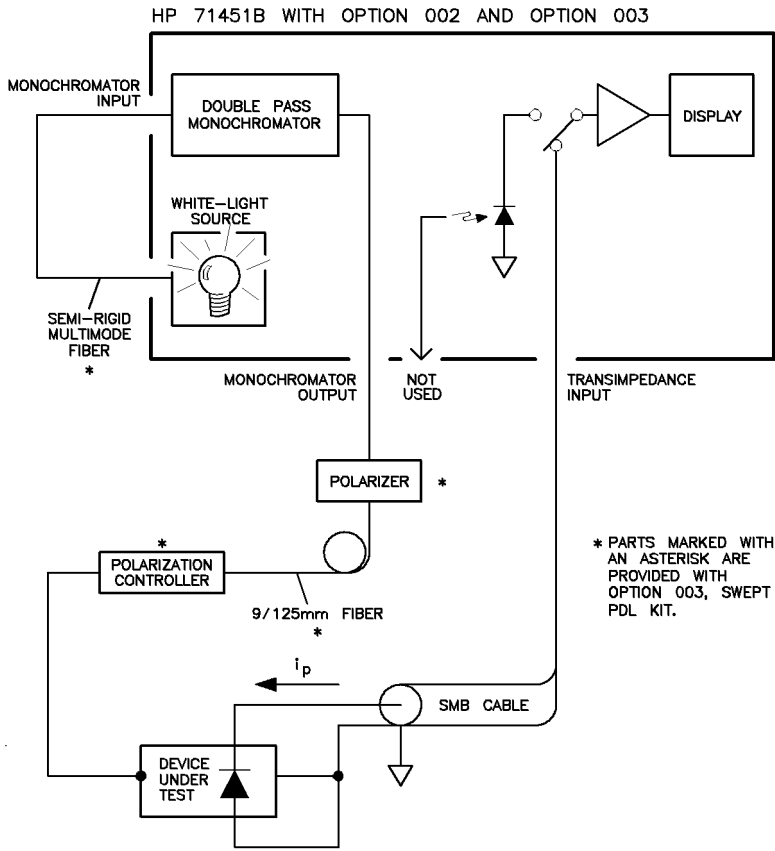 HP 71451B WITH OPTION 002 AND OPTION 003
MONOCHROMATOR
INPUT
DOUBLE PASS
MONOCHROMATOR
DISPLAY
WHITE-LIGHT
SOURCE
SEMI-RIGID
MULTIMODE
FIBER
*
MONOCHROMATOR
OUTPUT
NOT
USED
TRANSIMPEDANCE
INPUT
POLARIZER
*
*
POLARIZATION
CONTROLLER
9/125mm FIBER
*
* PARTS MARKED WITH
AN ASTERISK ARE
PROVIDED WITH
OPTION 003, SWEPT
PDL KIT.
ip
SMB CABLE
DEVICE
UNDER
TEST